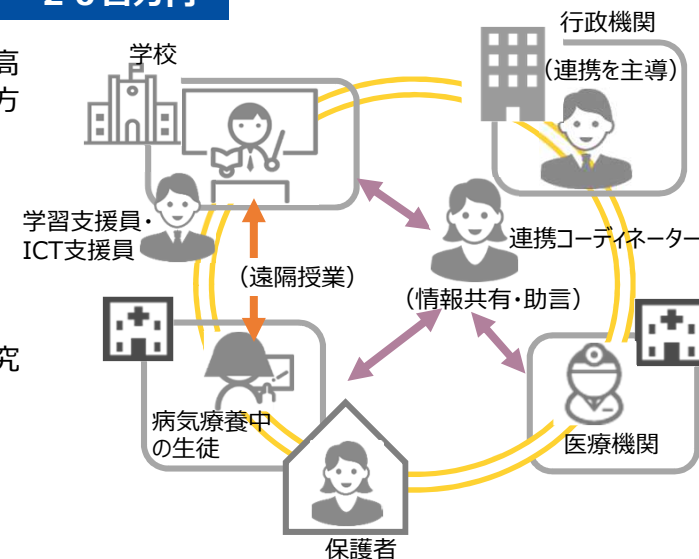 高
方
究
学校
行政機関
(連携を主導)
学習支援員・
ICT支援員
連携コーディネーター
(遠隔授業)
(情報共有・助言)
病気療養中
の生徒
医療機関
保護者